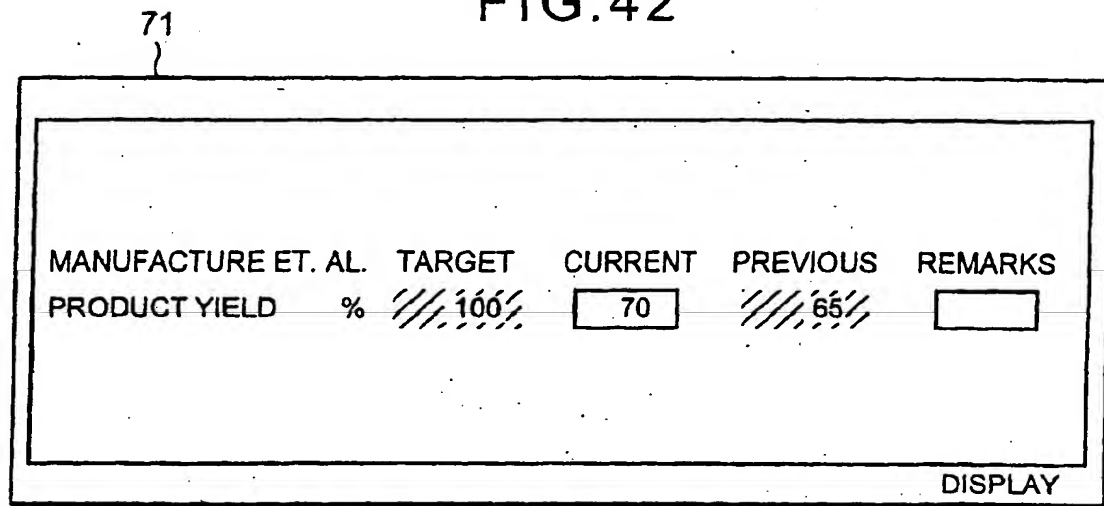 FIG.42
71
MANUFACTURE ET. AL. TARGET CURRENT PREVIOUS REMARKS
PRODUCT YIELD % 100 70 65
DISPLAY